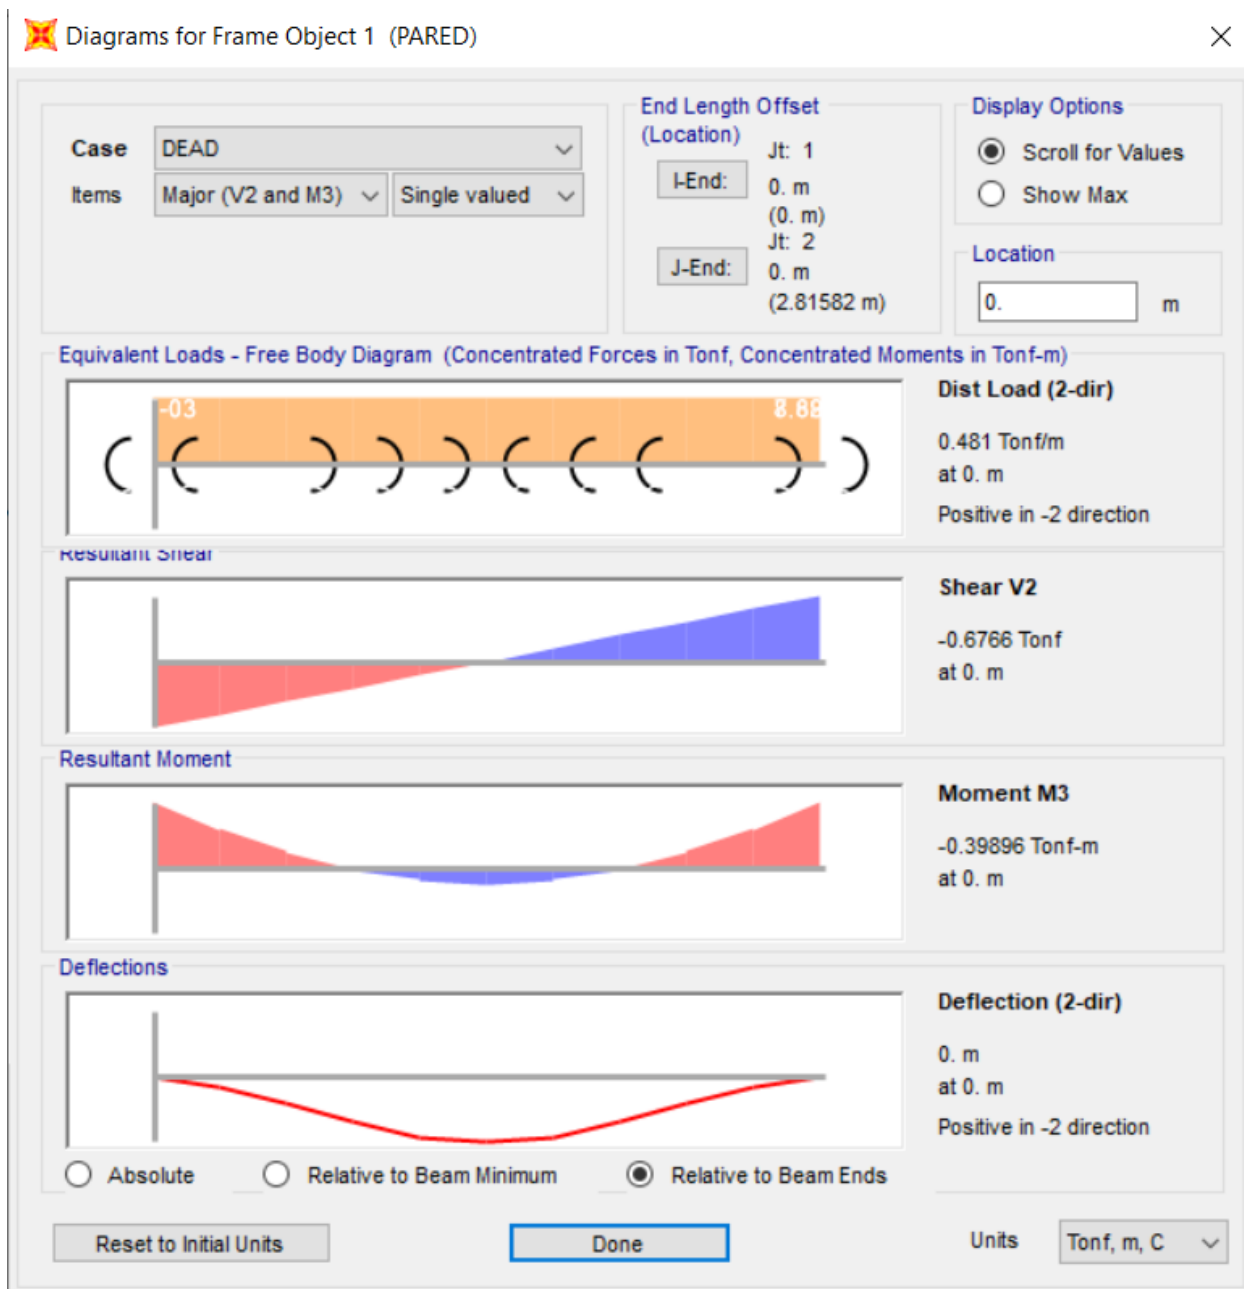 Diagrams for Frame Object 1 (PARED)
Case DEAD
Items Major (V2 and M3) Single valued
End Length Offset
(Location)
I-End:
Jt: 1
0. m
(0. m)
J-End:
Jt: 2
0. m
(2.81582 m)
Display Options
Scroll for Values
Show Max
Location
0. m
Equivalent Loads - Free Body Diagram (Concentrated Forces in Tonf, Concentrated Moments in Tonf-m)
-03
Dist Load (2-dir)
0.481 Tonf/m
at 0. m
Positive in -2 direction
Resultant Shear
Shear V2
-0.6766 Tonf
at 0. m
Resultant Moment
Moment M3
-0.39896 Tonf-m
at 0. m
Deflections
Deflection (2-dir)
0. m
at 0. m
Positive in -2 direction
Absolute Relative to Beam Minimum Relative to Beam Ends
Reset to Initial Units Done Units Tonf, m, C